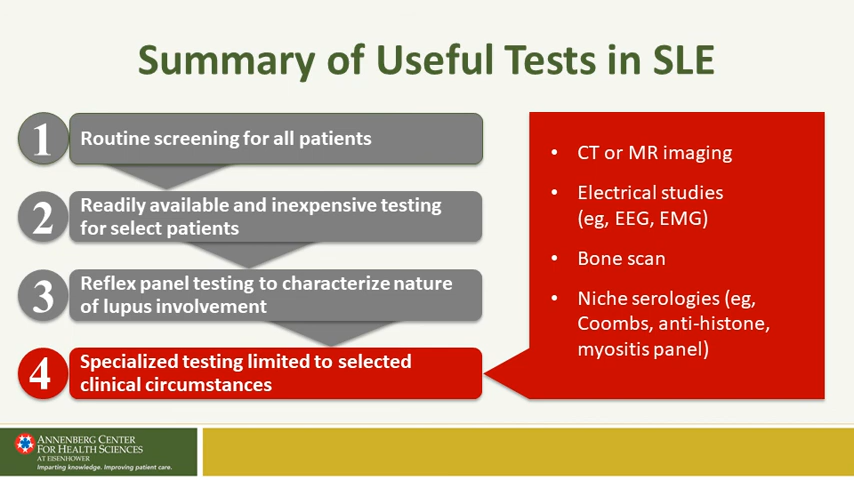 Summary of Useful Tests in SLE
1
Routine screening for all patients
2
Readily available and inexpensive testing
for select patients
3
Reflex panel testing to characterize nature
of lupus involvement
4
Specialized testing limited to selected
clinical circumstances
• CT or MR imaging
• Electrical studies
(eg, EEG, EMG)
• Bone scan
• Niche serologies (eg,
Coombs, anti-histone,
myositis panel)
ANNENBERG CENTER
FOR HEALTH SCIENCES
AT EISENHOWER
Imparting knowledge. Improving patient care.